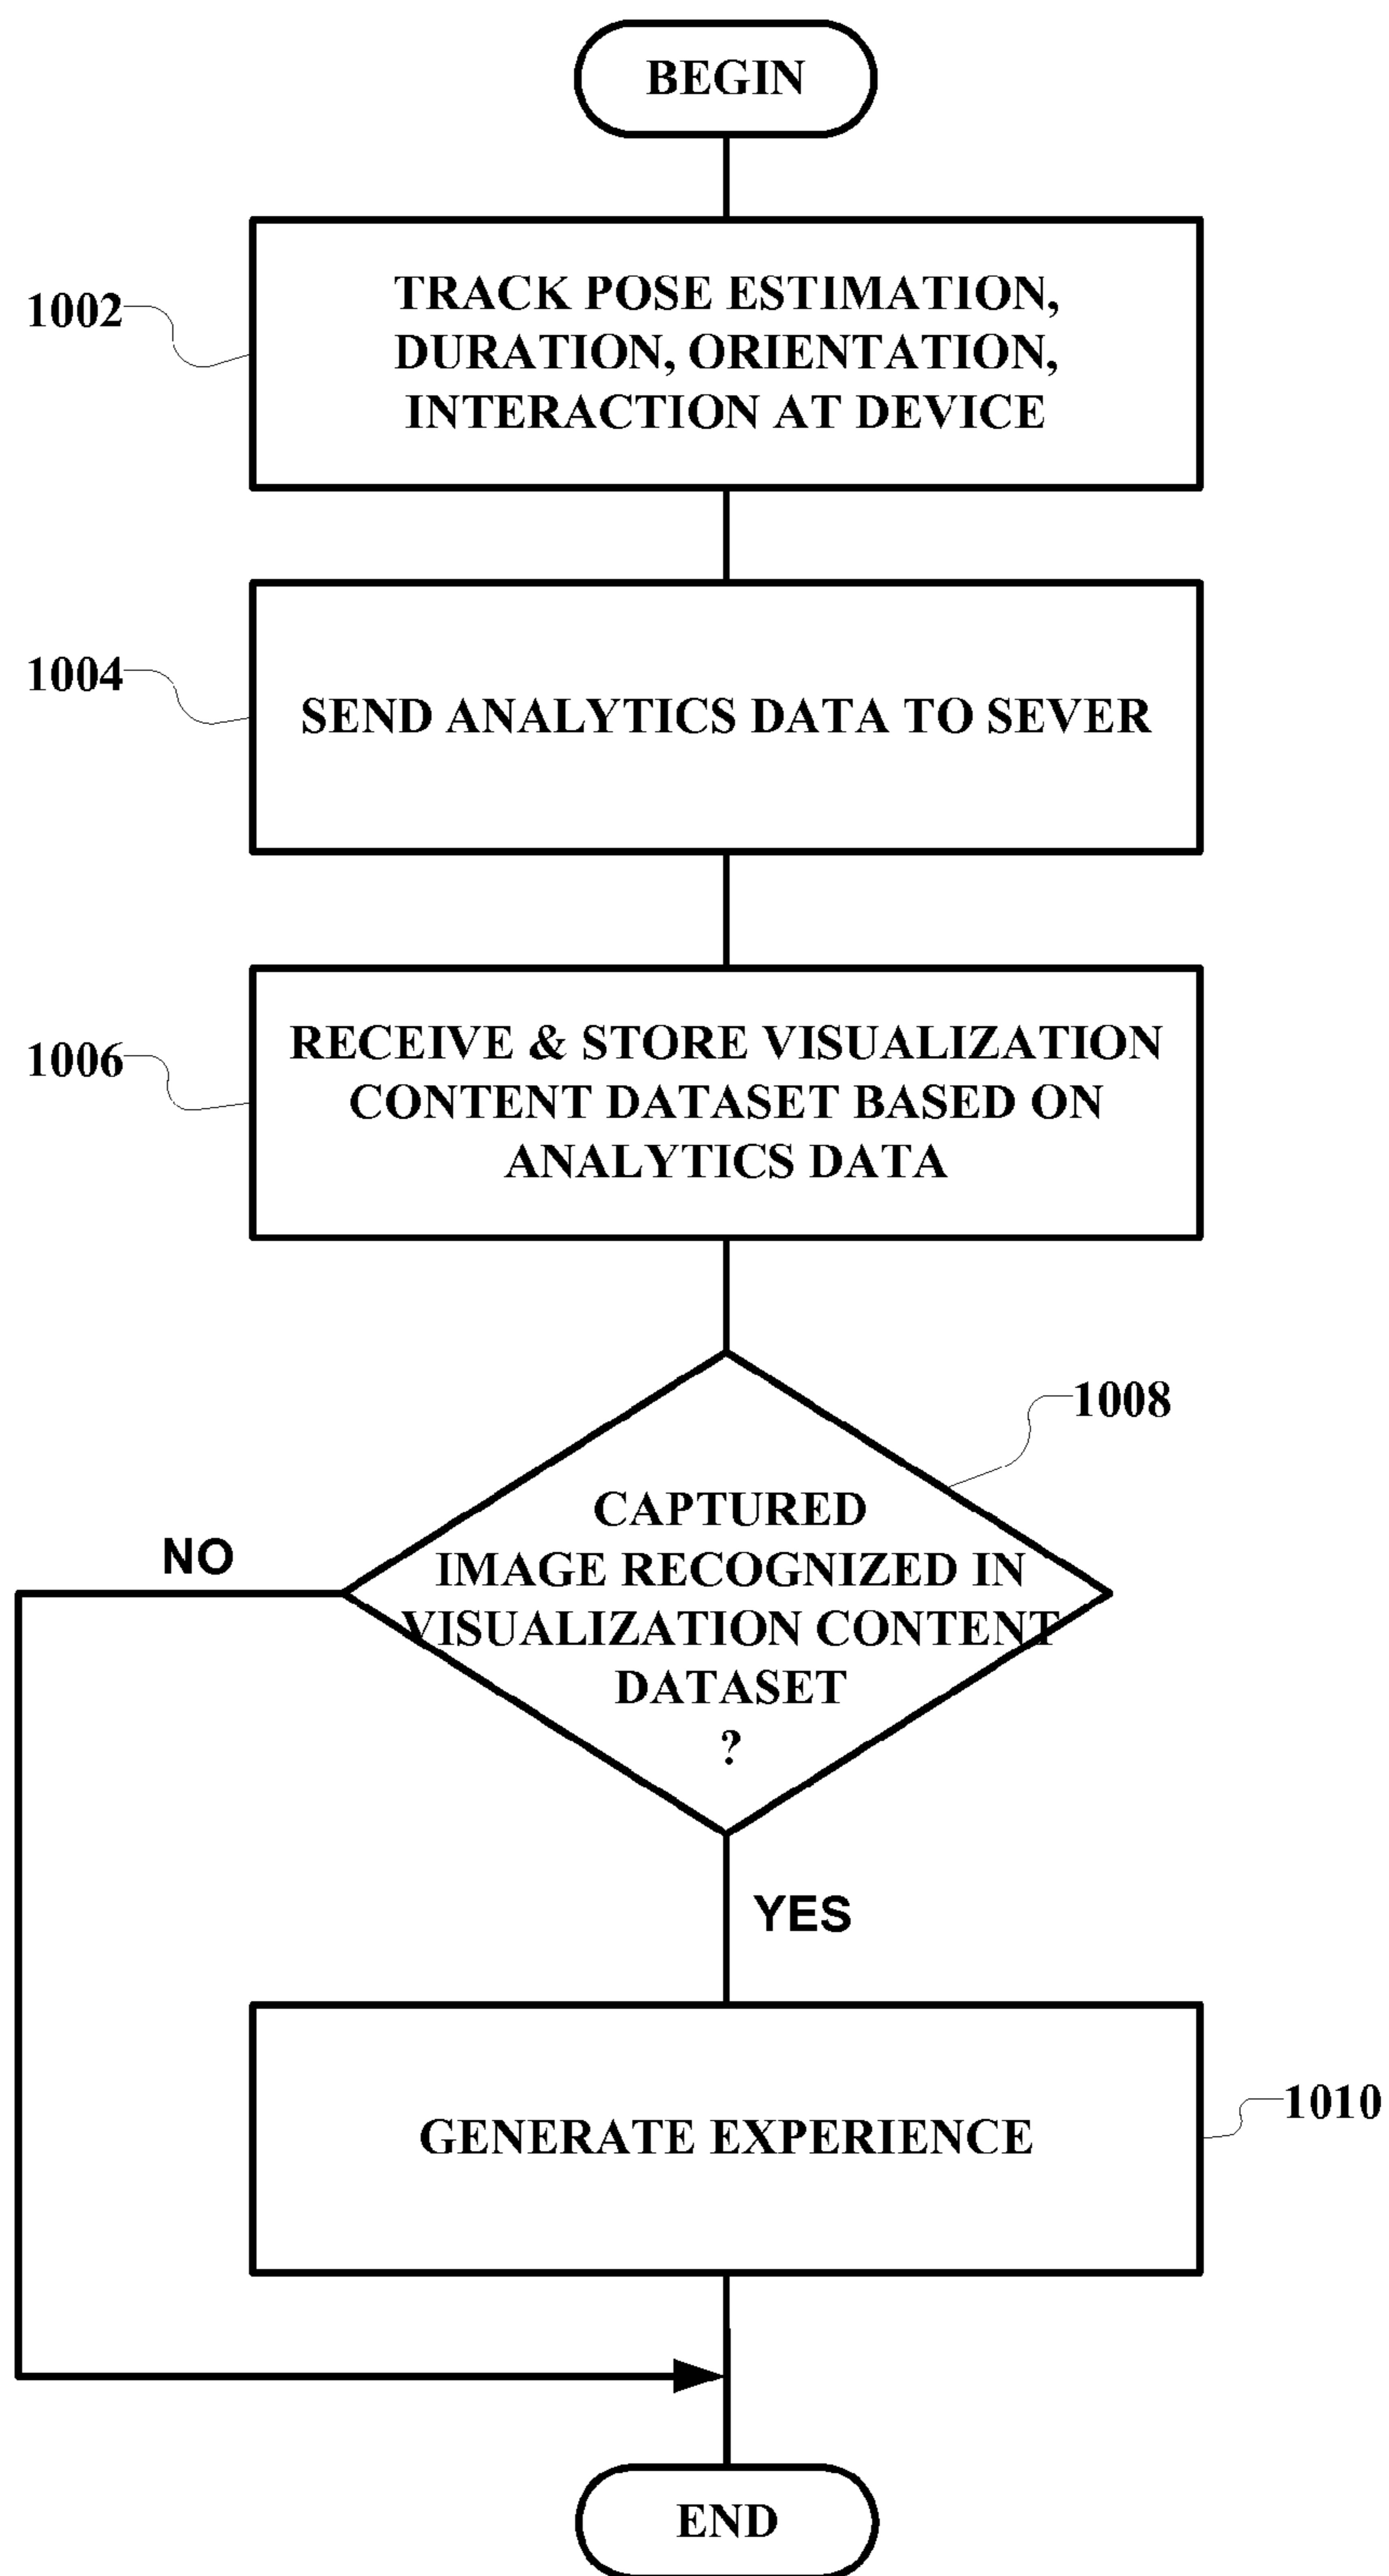 BEGIN
1002
TRACK POSE ESTIMATION,
DURATION, ORIENTATION,
INTERACTION AT DEVICE
1004
SEND ANALYTICS DATA TO SEVER
1006
RECEIVE & STORE VISUALIZATION
CONTENT DATASET BASED ON
ANALYTICS DATA
1008
CAPTURED
IMAGE RECOGNIZED IN
VISUALIZATION CONTENT
DATASET
?
NO
YES
GENERATE EXPERIENCE
1010
END